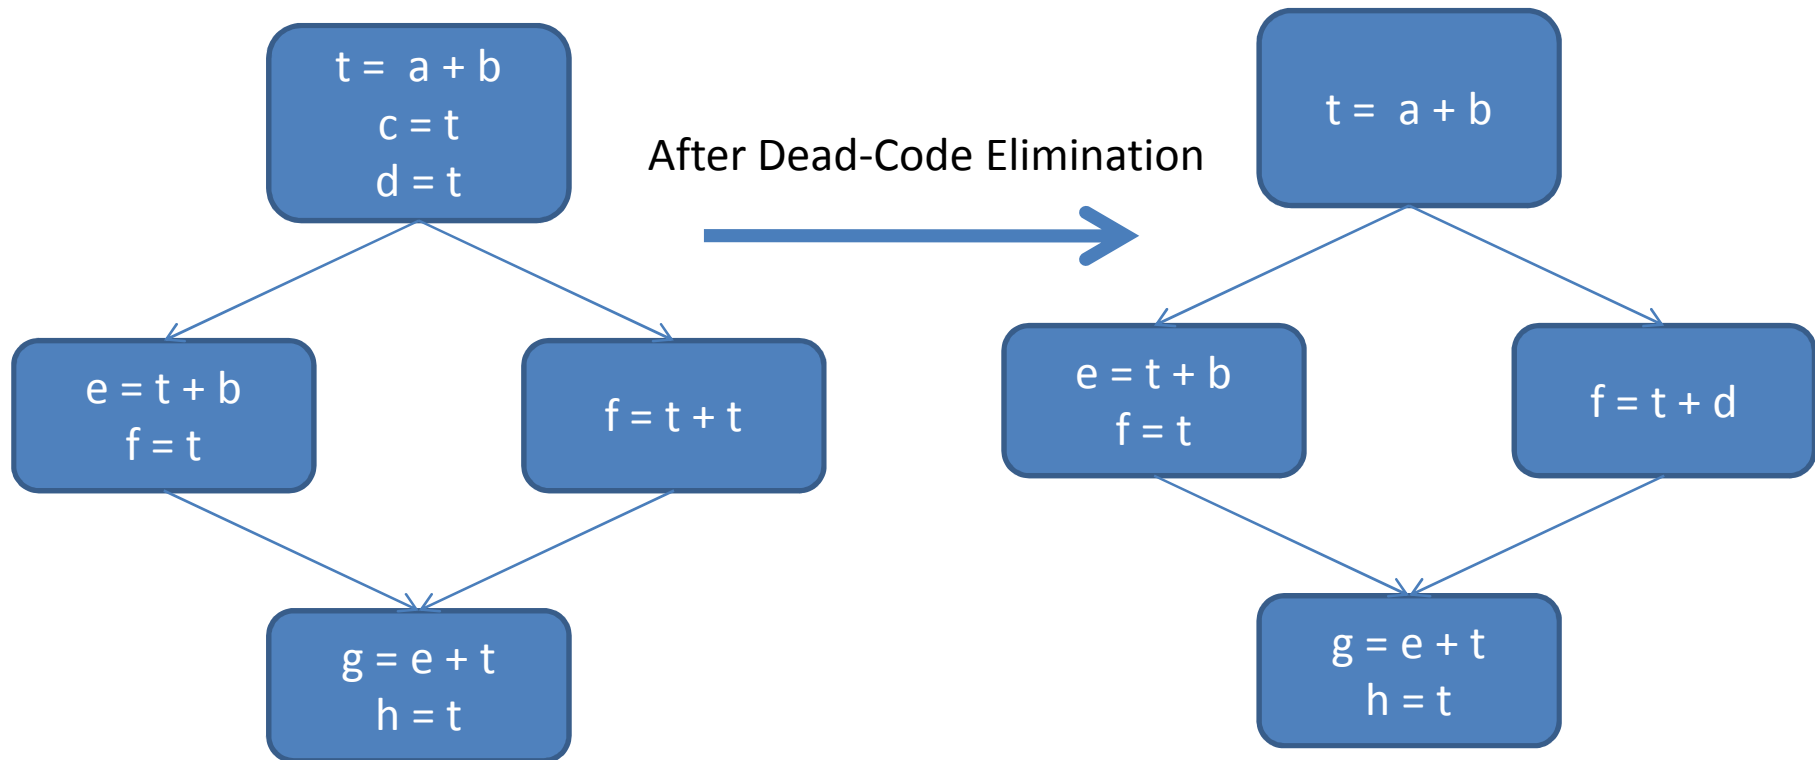 t = a + b
c = t
d = t
After Dead-Code Elimination
t = a + b
e = t + b
f = t
f = t + t
e = t + b
f = t
f = t + d
g = e + t
h = t
g = e + t
h = t